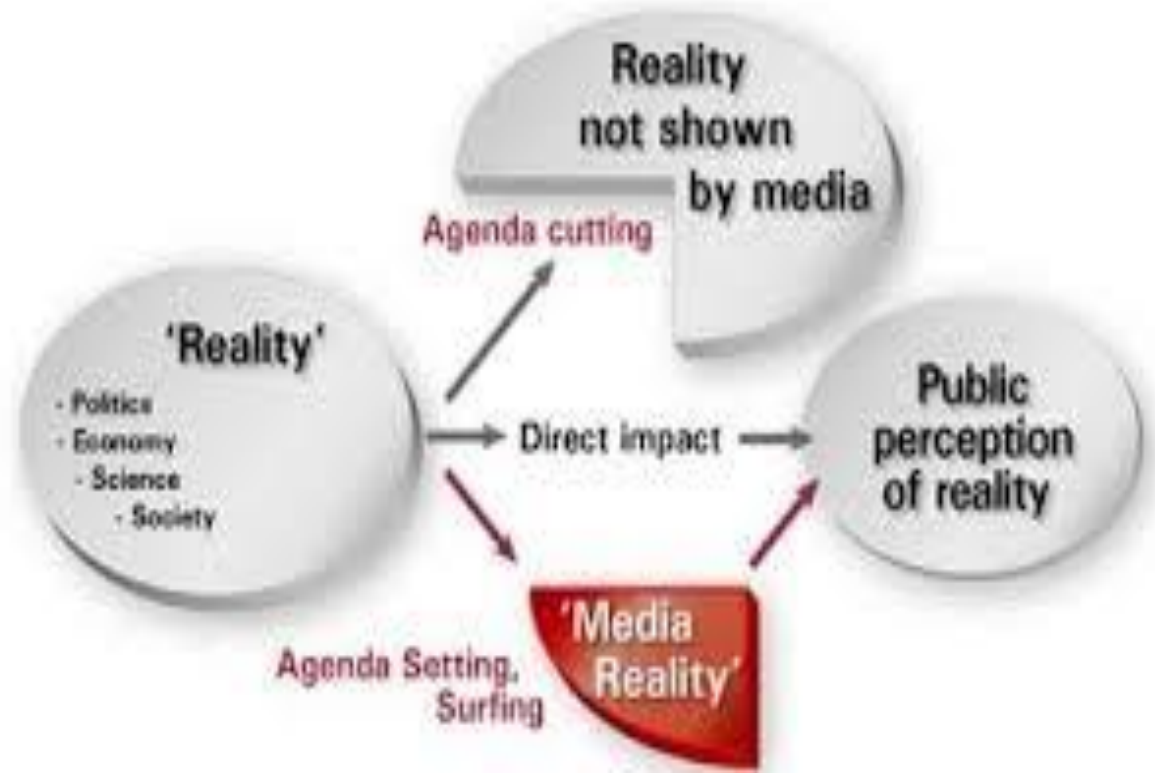 Reality
not shown
by media
Agenda cutting
'Reality'
- Politics
- Economy
- Science
- Society
Direct impact
Public
perception
of reality
'Media
Reality'
Agenda Setting,
Surfing